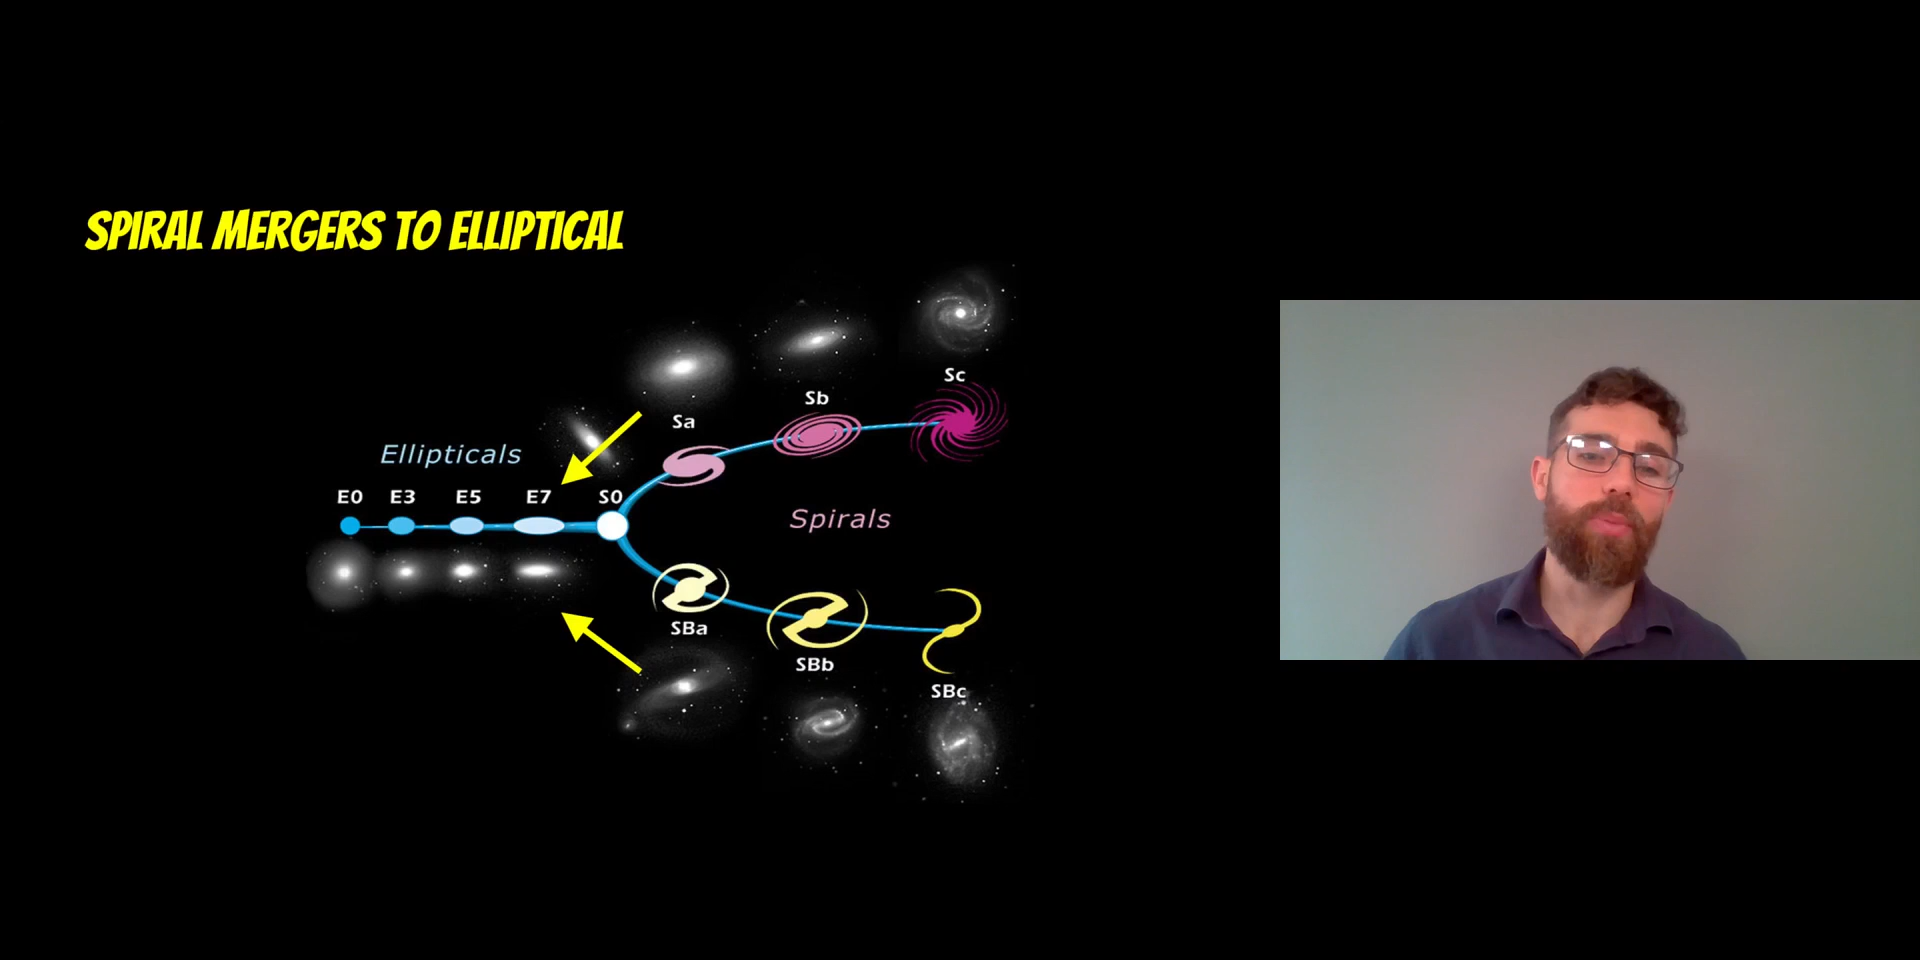 SPIRAL MERGERS TO ELLIPTICAL
Sc
Sb
Sa
Ellipticals
E0 E3 E5 E7 S0
Spirals
SBa
SBb
SBc